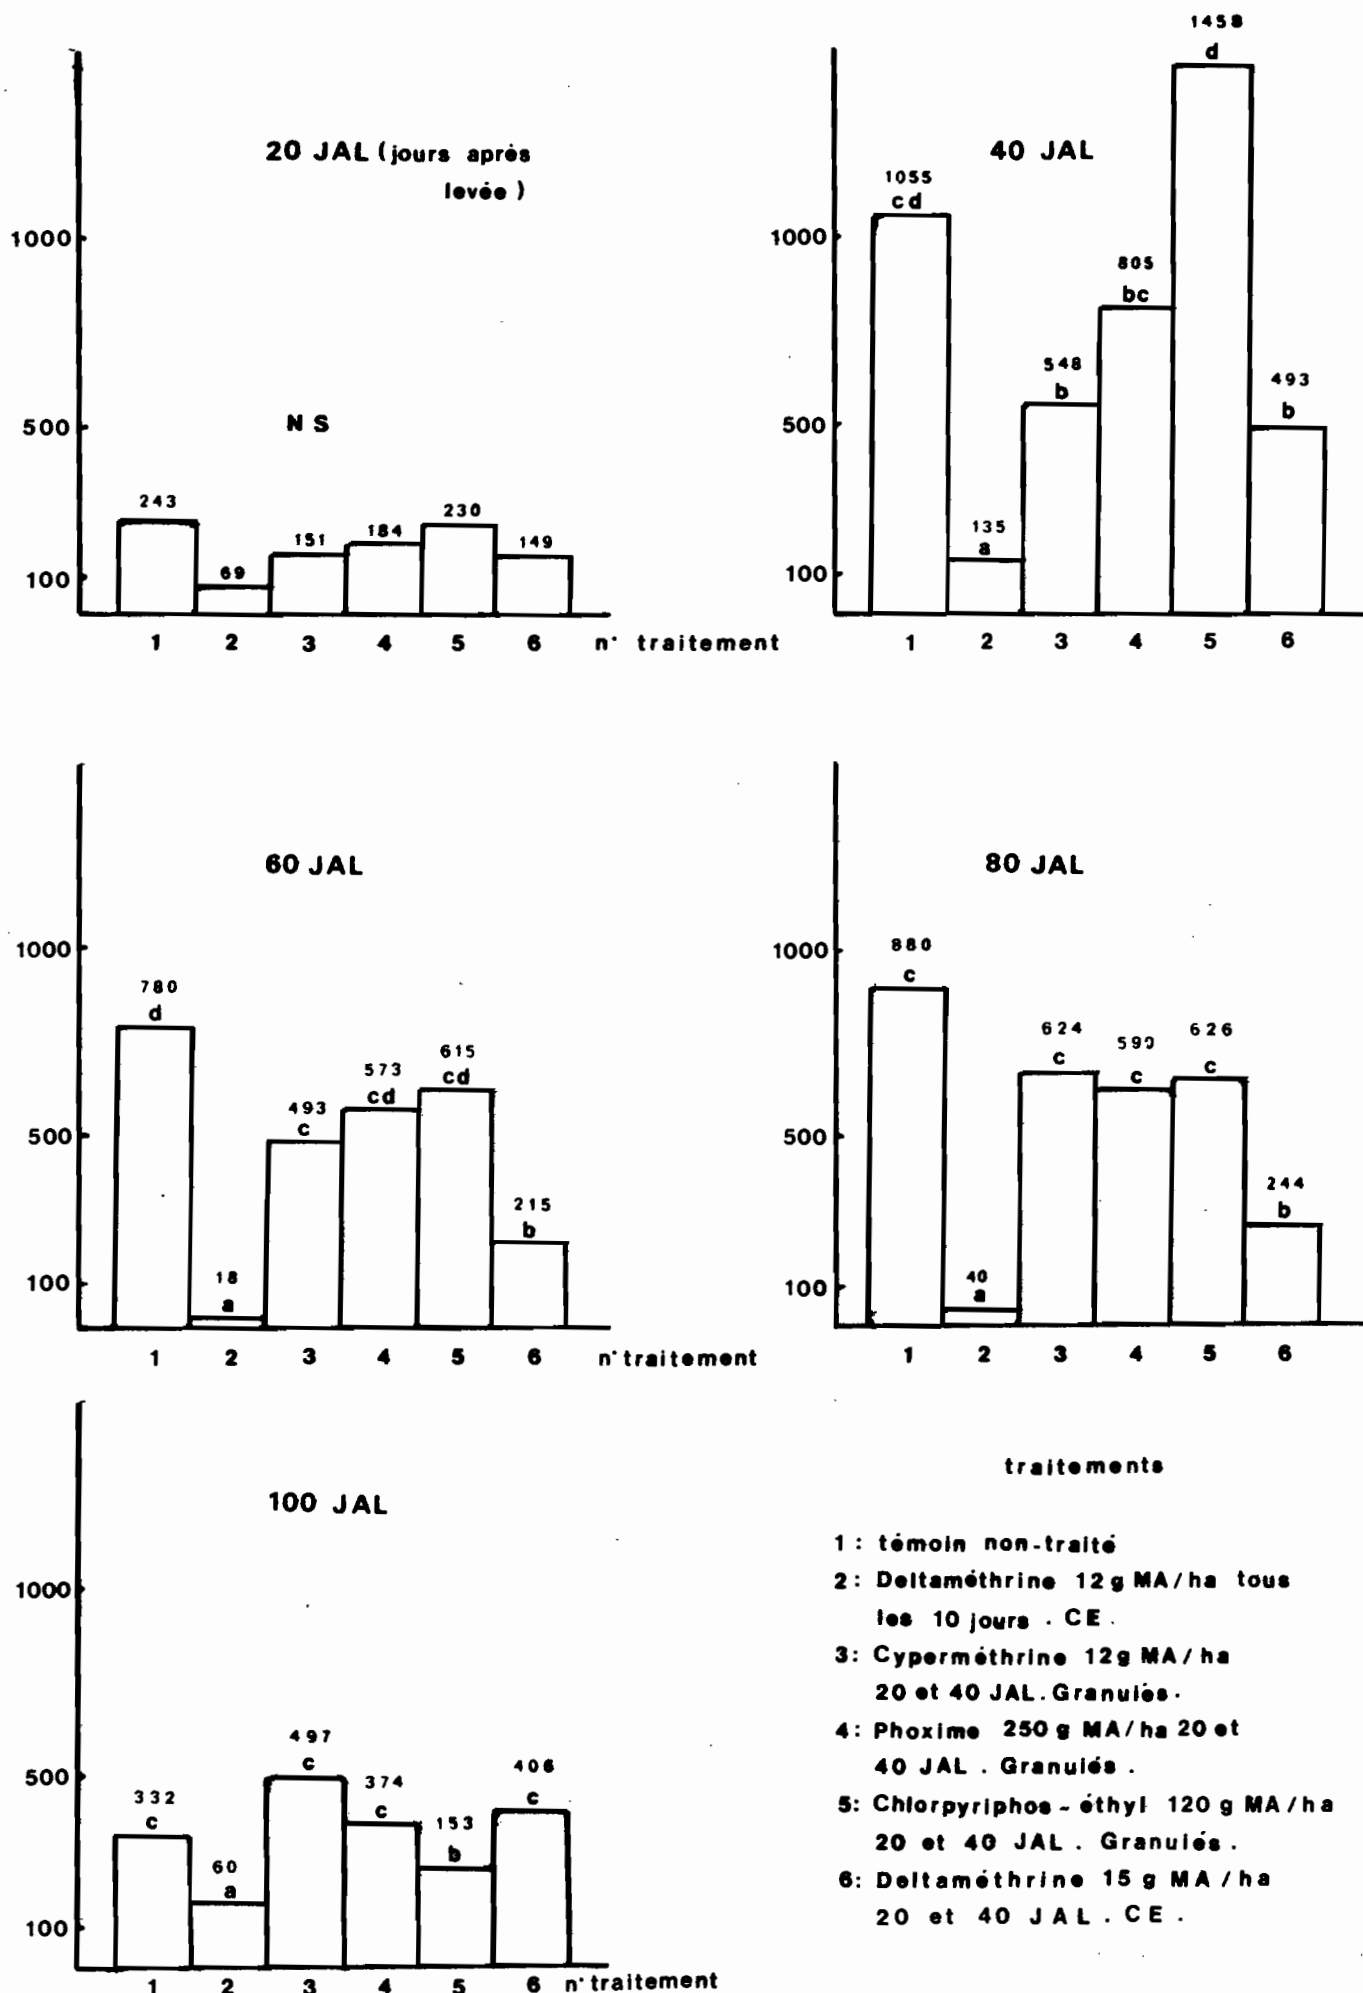 20 JAL (jours après
levée)
1000
500
100
NS
243
69
151
184
230
149
1 2 3 4 5 6 n° traitement
40 JAL
1000
500
100
1055
cd
135
a
548
b
805
bc
1458
d
493
b
1 2 3 4 5 6
60 JAL
1000
500
100
780
d
18
a
493
c
573
cd
615
cd
215
b
1 2 3 4 5 6 n° traitement
80 JAL
1000
500
100
880
c
40
a
624
c
590
c
626
c
244
b
1 2 3 4 5 6
100 JAL
1000
500
100
332
c
60
a
497
c
374
c
153
b
406
c
1 2 3 4 5 6 n° traitement
traitements
1: témoin non-traité
2: Deltaméthrine 12g MA/ha tous
les 10 jours . CE .
3: Cyperméthrine 12g MA/ha
20 et 40 JAL. Granulés.
4: Phoxime 250g MA/ha 20 et
40 JAL . Granulés .
5: Chlorpyriphos-éthyl 120g MA/ha
20 et 40 JAL . Granulés .
6: Deltaméthrine 15g MA/ha
20 et 40 JAL . CE .